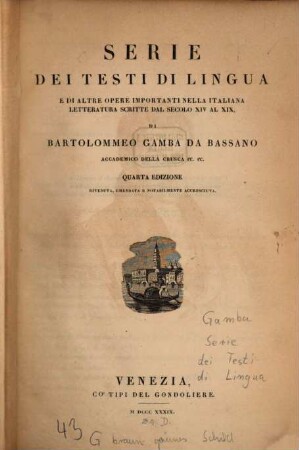 SERIE
DEI TESTI DI LINGUA
E DI ALTRE OPERE IMPORTANTI NELLA ITALIANA
LETTERATURA SCRITTE DAL SECOLO XIV AL XIX.
DI
BARTOLOMMEO GAMBA DA BASSANO
ACCADEMICO DELLA CRUSCA EC. EC.
QUARTA EDIZIONE
RIVEDUTA, EMENDATA E NOTABILMENTE ACCRESCIUTA.
Gamba
Serie
dei Testi
di Lingua
VENEZIA,
CO' TIPI DEL GONDOLIERE.
M DCCC XXXIX.
43 G braun